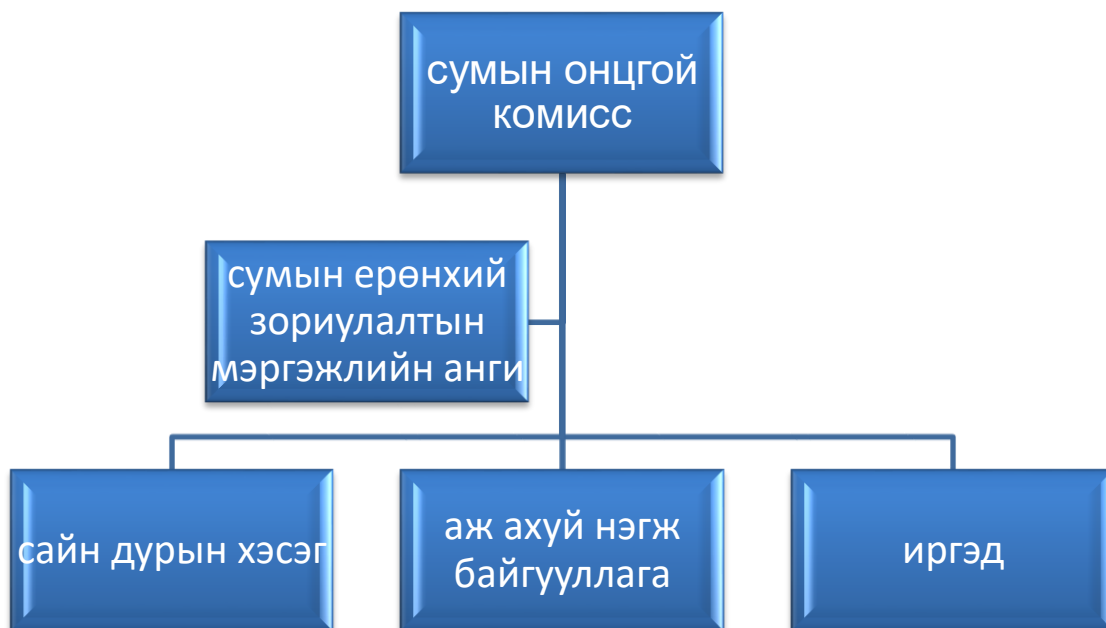 сумын онцгой
комисс
сумын ерөнхий
зориулалтын
мэргэжлийн анги
сайн дурын хэсэг
аж ахуй нэгж
байгууллага
иргэд